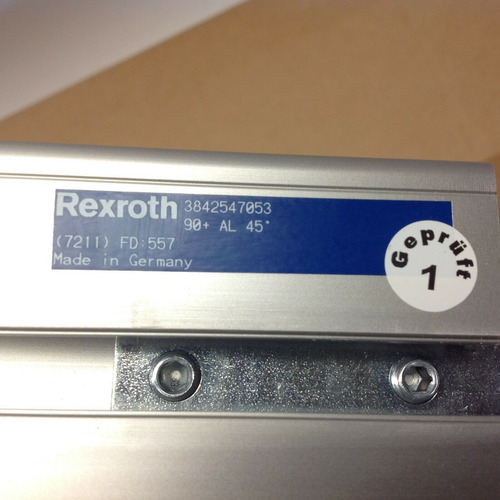 Rexroth 3842547053
90+ AL 45°
(7211) FD:557
Made in Germany
Geprüft
1